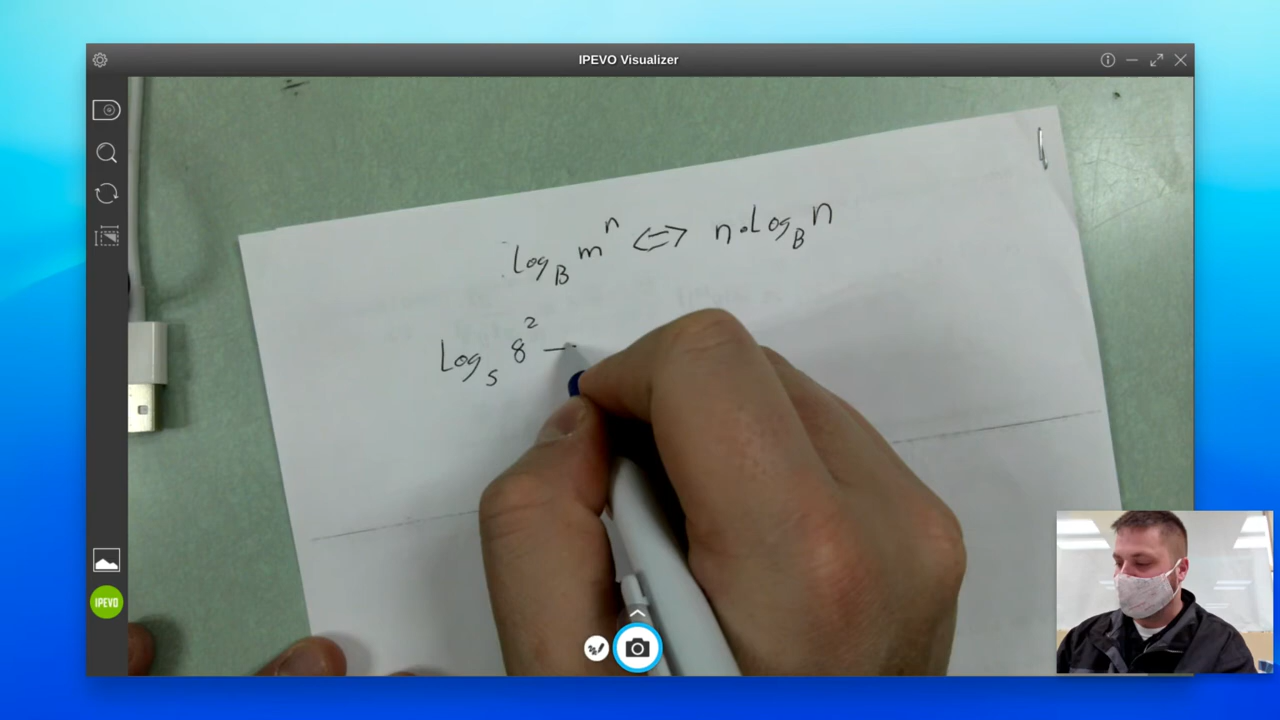 IPEVO Visualizer
log_B m^n <=> n • Log_B n
Log_5 8^2 —
IPEVO